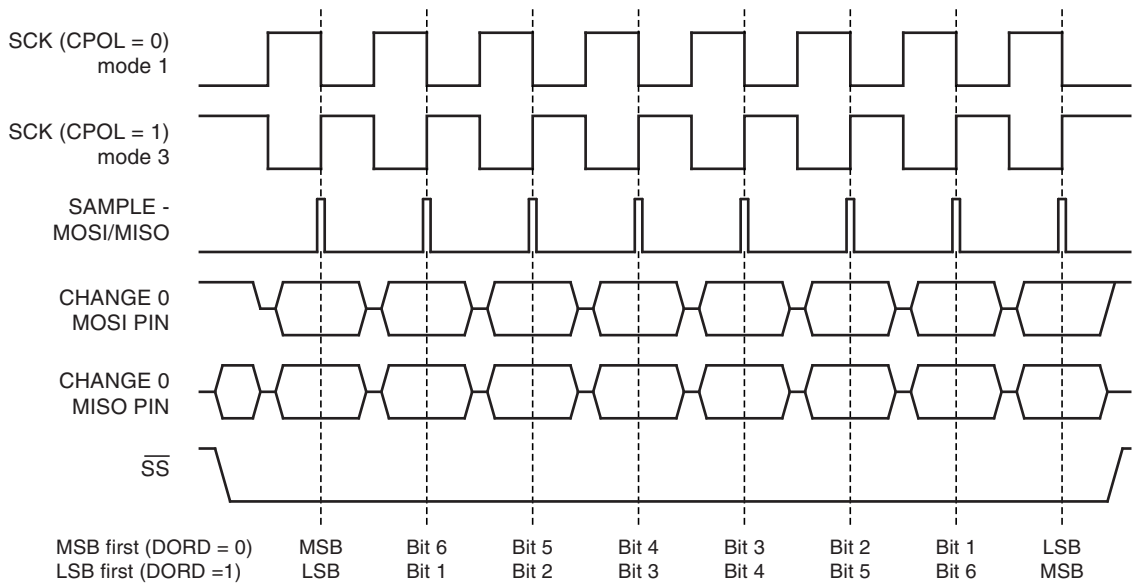 SCK (CPOL = 0)
mode 1
SCK (CPOL = 1)
mode 3
SAMPLE -
MOSI/MISO
CHANGE 0
MOSI PIN
CHANGE 0
MISO PIN
SS
MSB first (DORD = 0) MSB Bit 6 Bit 5 Bit 4 Bit 3 Bit 2 Bit 1 LSB
LSB first (DORD =1) LSB Bit 1 Bit 2 Bit 3 Bit 4 Bit 5 Bit 6 MSB